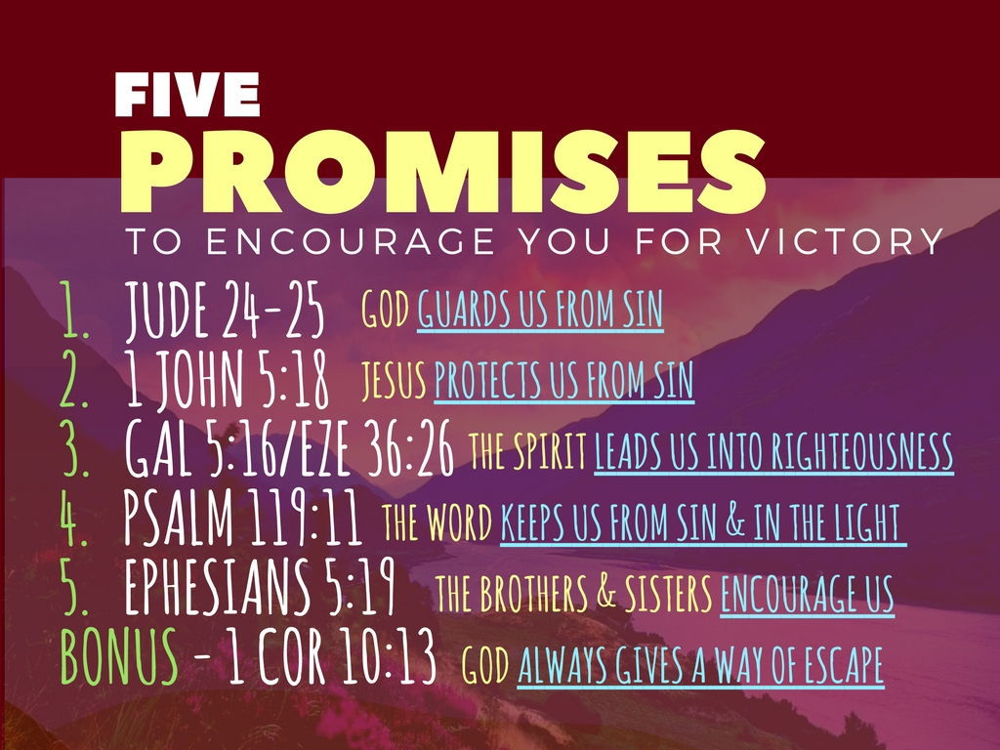 FIVE
PROMISES
TO ENCOURAGE YOU FOR VICTORY
1. JUDE 24-25 GOD GUARDS US FROM SIN
2. 1 JOHN 5:18 JESUS PROTECTS US FROM SIN
3. GAL 5:16/EZE 36:26 THE SPIRIT LEADS US INTO RIGHTEOUSNESS
4. PSALM 119:11 THE WORD KEEPS US FROM SIN & IN THE LIGHT
5. EPHESIANS 5:19 THE BROTHERS & SISTERS ENCOURAGE US
BONUS - 1 COR 10:13 GOD ALWAYS GIVES A WAY OF ESCAPE